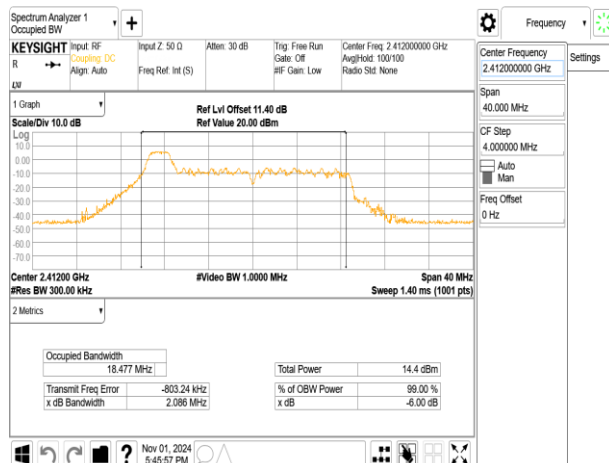 Spectrum Analyzer 1
Occupied BW
Frequency
KEYSIGHT
Input: RF
Coupling: DC
Align: Auto
R
LXI
Input Z: 50 Ω
Freq Ref: Int (S)
Atten: 30 dB
Trig: Free Run
Gate: Off
#IF Gain: Low
Center Freq: 2.412000000 GHz
Avg|Hold: 100/100
Radio Std: None
Center Frequency
2.412000000 GHz
Settings
Span
40.000 MHz
CF Step
4.000000 MHz
Auto
Man
Freq Offset
0 Hz
1 Graph
Scale/Div 10.0 dB
Ref Lvl Offset 11.40 dB
Ref Value 20.00 dBm
Log
10.0
0.00
-10.0
-20.0
-30.0
-40.0
-50.0
-60.0
-70.0
Center 2.41200 GHz
#Res BW 300.00 kHz
#Video BW 1.0000 MHz
Span 40 MHz
Sweep 1.40 ms (1001 pts)
2 Metrics
Occupied Bandwidth
18.477 MHz
Total Power 14.4 dBm
Transmit Freq Error -803.24 kHz
% of OBW Power 99.00 %
x dB Bandwidth 2.086 MHz
x dB -6.00 dB
?
Nov 01, 2024
5:45:57 PM